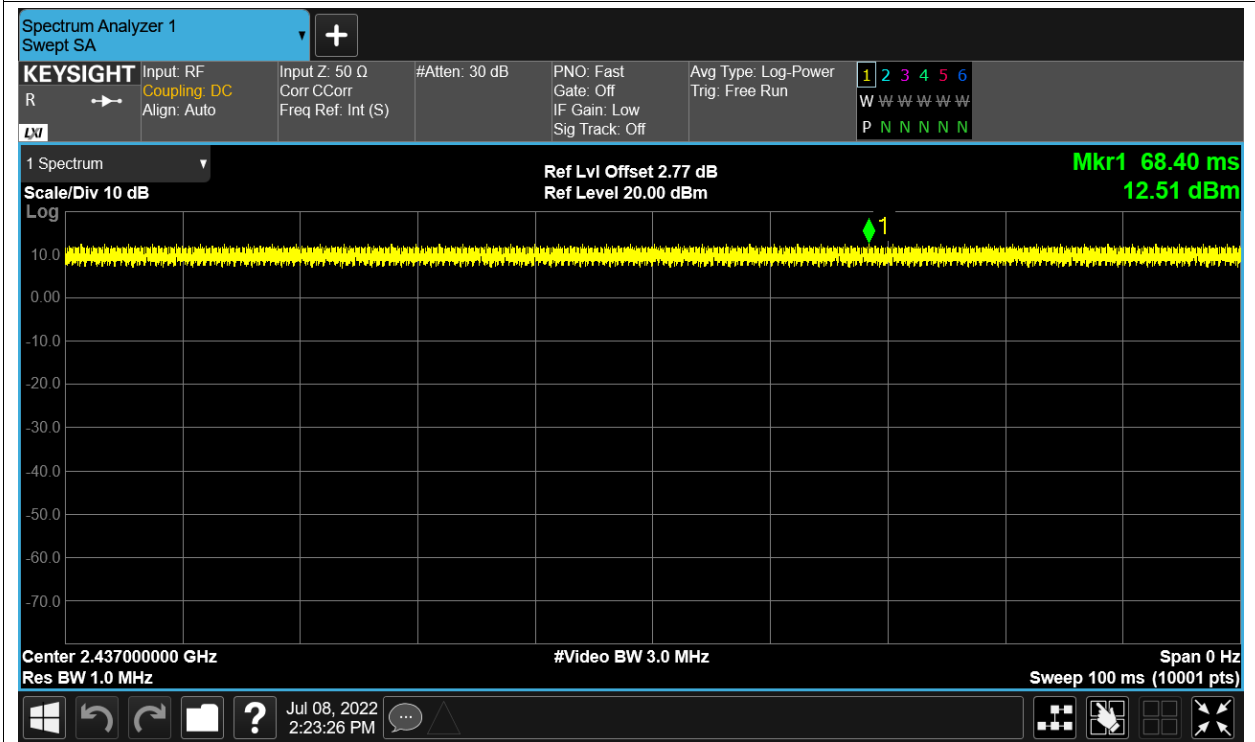 Spectrum Analyzer 1
Swept SA
▼
+
KEYSIGHT
R
LXI
Input: RF
Coupling: DC
Align: Auto
Input Z: 50 Ω
Corr CCorr
Freq Ref: Int (S)
#Atten: 30 dB
PNO: Fast
Gate: Off
IF Gain: Low
Sig Track: Off
Avg Type: Log-Power
Trig: Free Run
1 2 3 4 5 6
W W W W W W
P N N N N N
1 Spectrum ▼
Scale/Div 10 dB
Log
Ref Lvl Offset 2.77 dB
Ref Level 20.00 dBm
Mkr1 68.40 ms
12.51 dBm
1
10.0
0.00
-10.0
-20.0
-30.0
-40.0
-50.0
-60.0
-70.0
Center 2.437000000 GHz
Res BW 1.0 MHz
#Video BW 3.0 MHz
Span 0 Hz
Sweep 100 ms (10001 pts)
?
Jul 08, 2022
2:23:26 PM